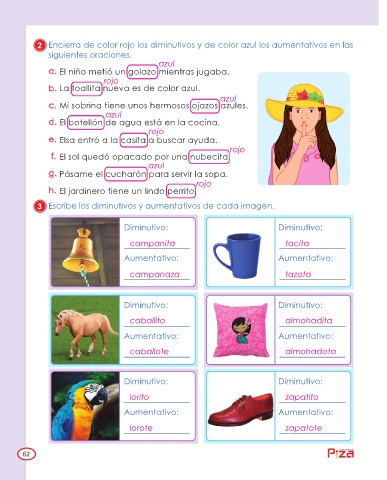 2 Encierra de color rojo los diminutivos y de color azul los aumentativos en las
siguientes oraciones.
azul
a. El niño metió un golazo mientras jugaba.
rojo
b. La toallita nueva es de color azul.
azul
c. Mi sobrina tiene unos hermosos ojazos azules.
azul
d. El botellón de agua está en la cocina.
rojo
e. Elsa entró a la casita a buscar ayuda.
rojo
f. El sol quedó opacado por una nubecita.
azul
g. Pásame el cucharón para servir la sopa.
rojo
h. El jardinero tiene un lindo perrito.
3 Escribe los diminutivos y aumentativos de cada imagen.
Diminutivo:
campanita
Aumentativo:
campanaza
Diminutivo:
tacita
Aumentativo:
tazota
Diminutivo:
caballito
Aumentativo:
caballote
Diminutivo:
almohadita
Aumentativo:
almohadota
Diminutivo:
lorito
Aumentativo:
lorote
Diminutivo:
zapatito
Aumentativo:
zapatote
62
Piza